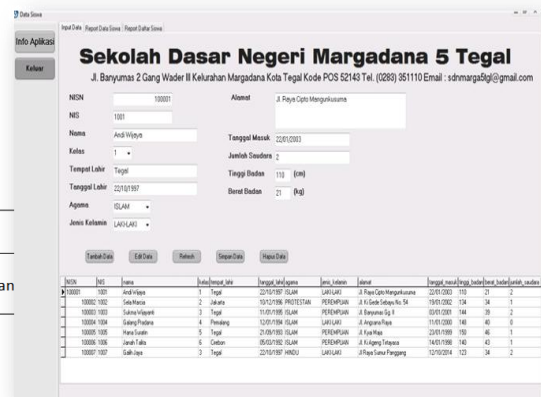 Data Siswa
Input Data Report Data Siswa Report Daftar Siswa
Info Aplikasi
Keluar
Sekolah Dasar Negeri Margadana 5 Tegal
Jl. Banyumas 2 Gang Wader II Kelurahan Margadana Kota Tegal Kode POS 52143 Tel. (0283) 351110 Email : sdnmarga5tgl@gmail.com
NISN 100001 Alamat Jl. Raya Cipto Mangunkusuma
NIS 1001
Nama Andi Wijaya Tanggal Masuk 22/01/2003
Kelas 1 Jumlah Saudara 2
Tempat Lahir Tegal Tinggi Badan 110 (cm)
Tanggal Lahir 22/10/1997 Berat Badan 21 (kg)
Agama ISLAM
Jenis Kelamin LAKI-LAKI
an
Tambah Data Edit Data Refresh Simpan Data Hapus Data
NISN NIS nama kelas tempat_lahir tanggal_lahir agama jenis_kelamin alamat tanggal_masuk tinggi_badan berat_badan jumlah_saudara
100001 1001 Andi Wijaya 1 Tegal 22/10/1997 ISLAM LAKI-LAKI Jl. Raya Cipto Mangunkusuma 22/01/2003 110 21 2
100002 1002 Sela Marcia 2 Jakarta 10/12/1996 PROTESTAN PEREMPUAN Jl. Ki Gede Sebayu No. 54 19/01/2002 134 34 1
100003 1003 Sukma Wijayanti 3 Tegal 11/01/1995 ISLAM PEREMPUAN Jl. Banyumas Gg. II 03/01/2001 144 39 2
100004 1004 Galang Pradana 4 Pemalang 12/01/1994 ISLAM LAKI-LAKI Jl. Angsana Raya 11/01/2000 148 40 0
100005 1005 Hana Suratin 5 Tegal 21/09/1993 ISLAM PEREMPUAN Jl. Kyai Maja 23/01/1999 150 46 1
100006 1006 Janah Talia 6 Cirebon 05/03/1992 ISLAM PEREMPUAN Jl. Ki Ageng Tirtayasa 14/01/1998 140 43 1
100007 1007 Galih Jaya 3 Tegal 22/10/1997 HINDU LAKI-LAKI Jl Raya Sumur Panggang 12/10/2014 123 34 2